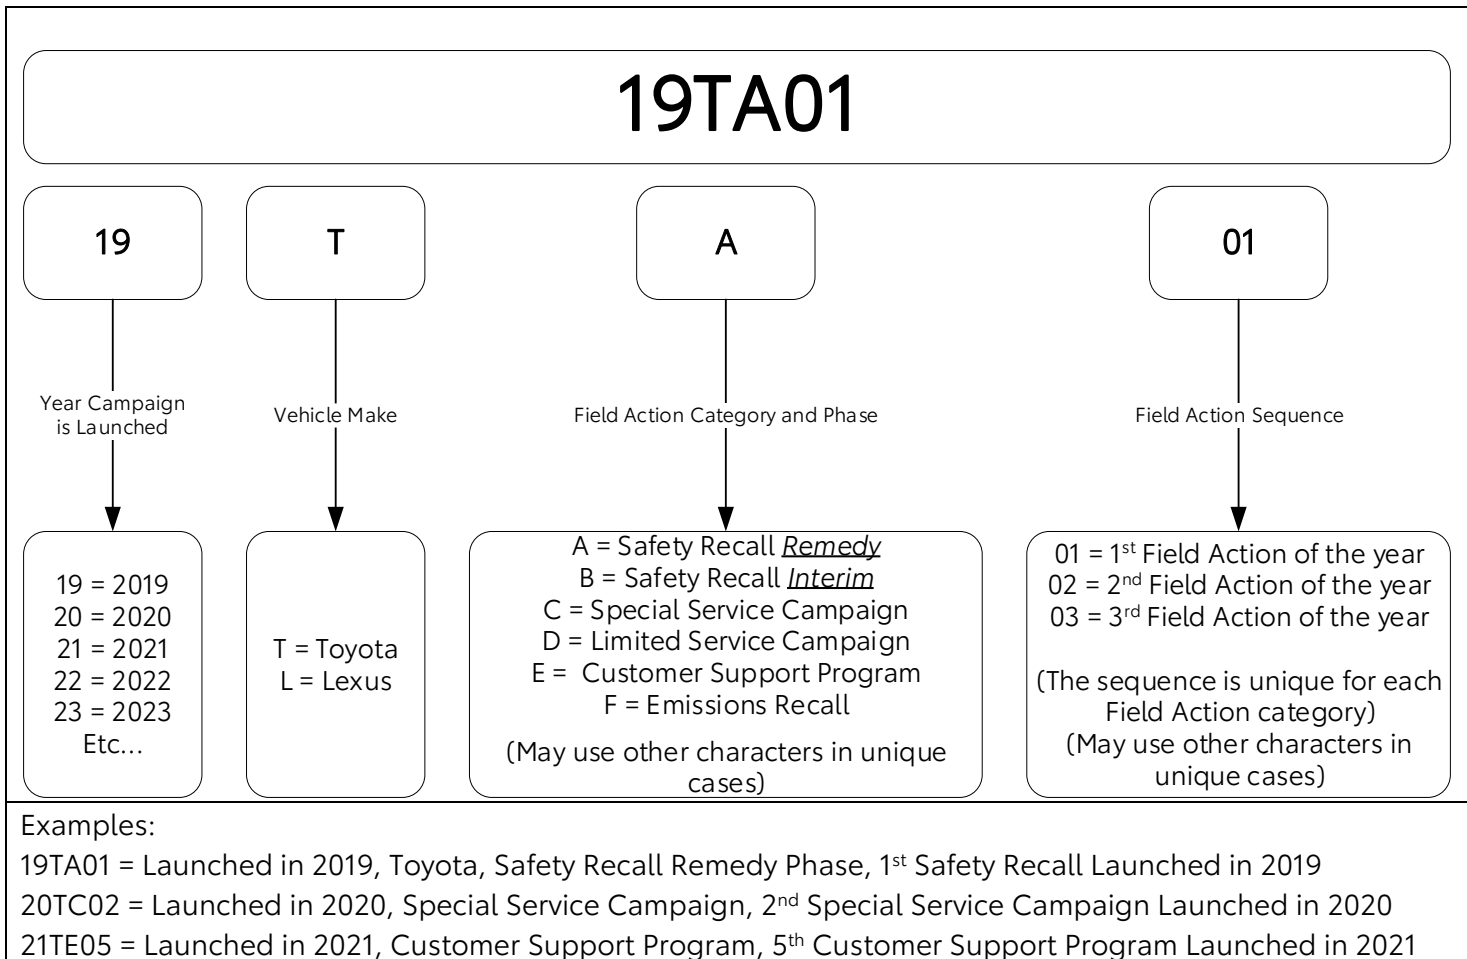 19TA01
19
T
A
01
Year Campaign
is Launched
Vehicle Make
Field Action Category and Phase
Field Action Sequence
19 = 2019
20 = 2020
21 = 2021
22 = 2022
23 = 2023
Etc...
T = Toyota
L = Lexus
A = Safety Recall Remedy
B = Safety Recall Interim
C = Special Service Campaign
D = Limited Service Campaign
E =  Customer Support Program
F = Emissions Recall
(May use other characters in unique
cases)
01 = 1st Field Action of the year
02 = 2nd Field Action of the year
03 = 3rd Field Action of the year
(The sequence is unique for each
Field Action category)
(May use other characters in
unique cases)
Examples:
19TA01 = Launched in 2019, Toyota, Safety Recall Remedy Phase, 1st Safety Recall Launched in 2019
20TC02 = Launched in 2020, Special Service Campaign, 2nd Special Service Campaign Launched in 2020
21TE05 = Launched in 2021, Customer Support Program, 5th Customer Support Program Launched in 2021